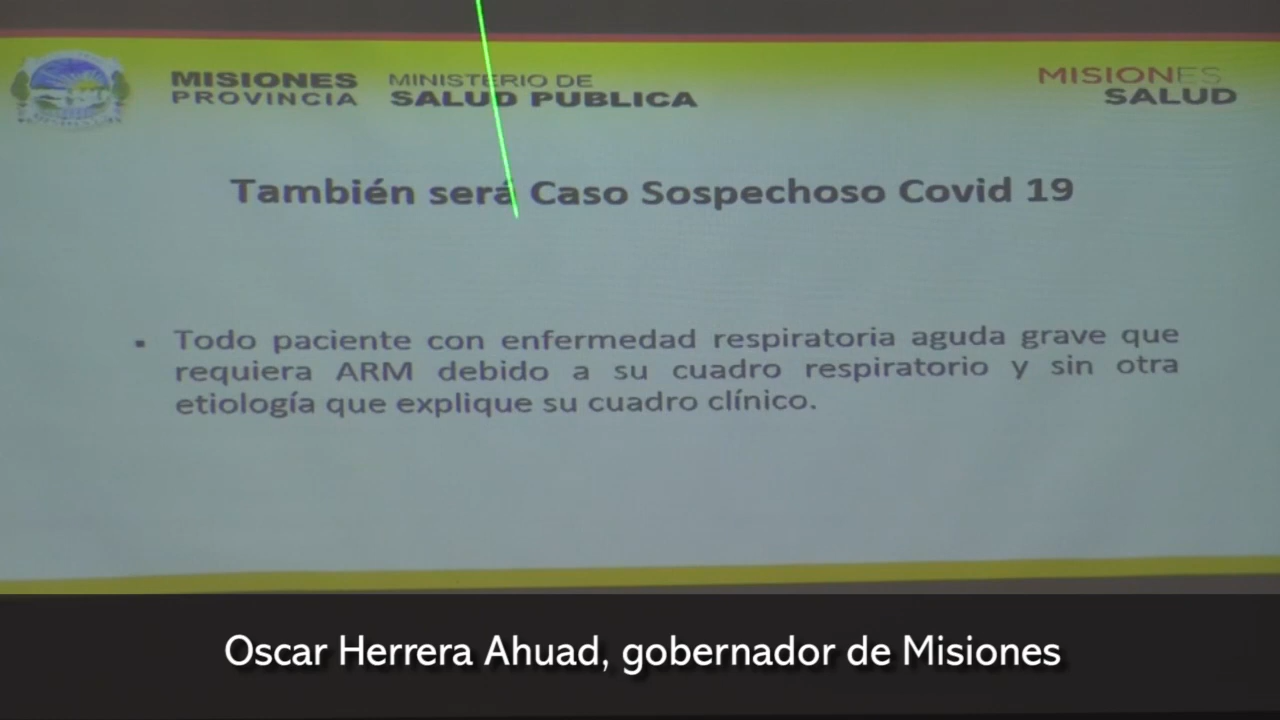 MISIONES
PROVINCIA
MINISTERIO DE
SALUD PUBLICA
MISIONES
SALUD
También será Caso Sospechoso Covid 19
▪ Todo paciente con enfermedad respiratoria aguda grave que
requiera ARM debido a su cuadro respiratorio y sin otra
etiología que explique su cuadro clínico.
Oscar Herrera Ahuad, gobernador de Misiones